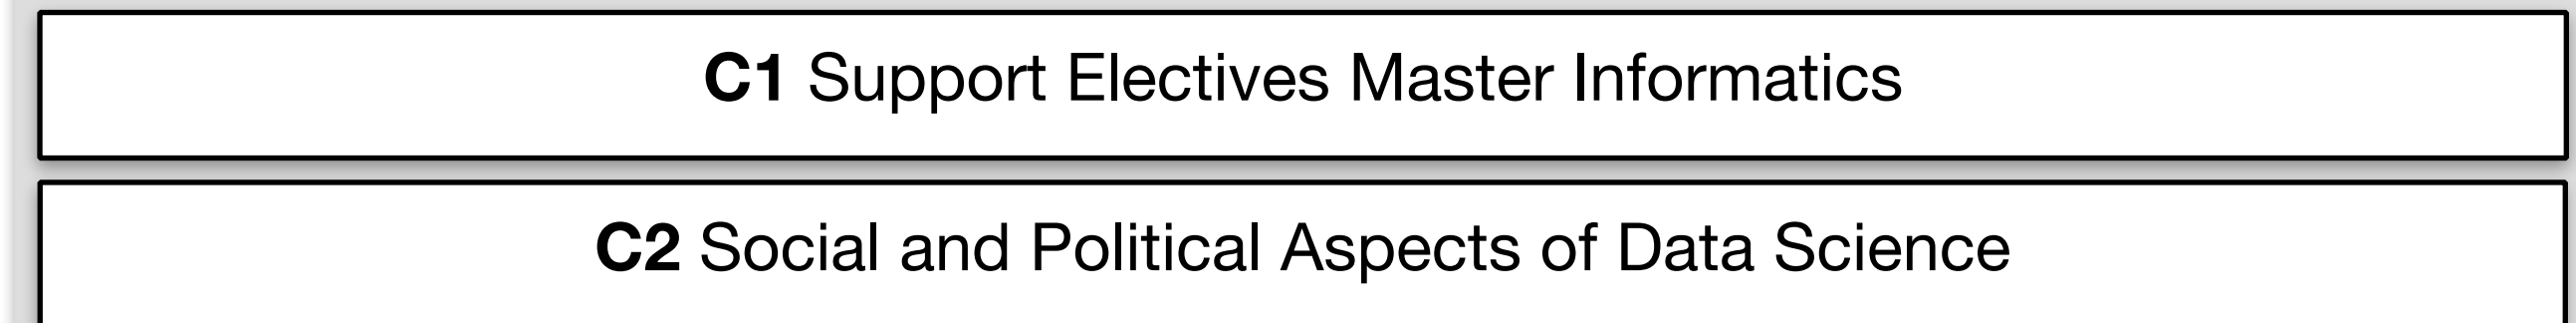 C1 Support Electives Master Informatics
C2 Social and Political Aspects of Data Science